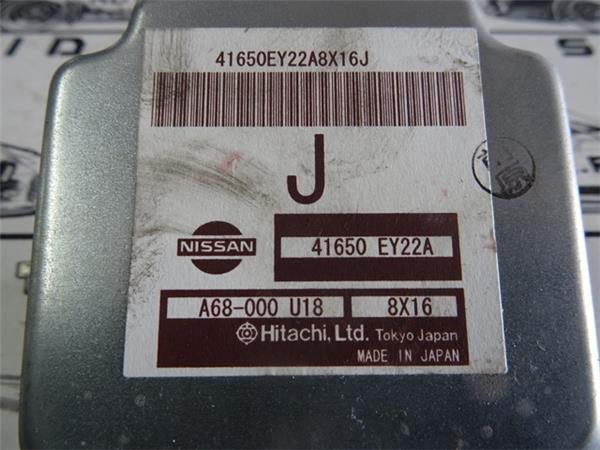 41650EY22A8X16J
J
NISSAN
41650 EY22A
A68-000 U18
8X16
Hitachi, Ltd. Tokyo Japan
MADE IN JAPAN